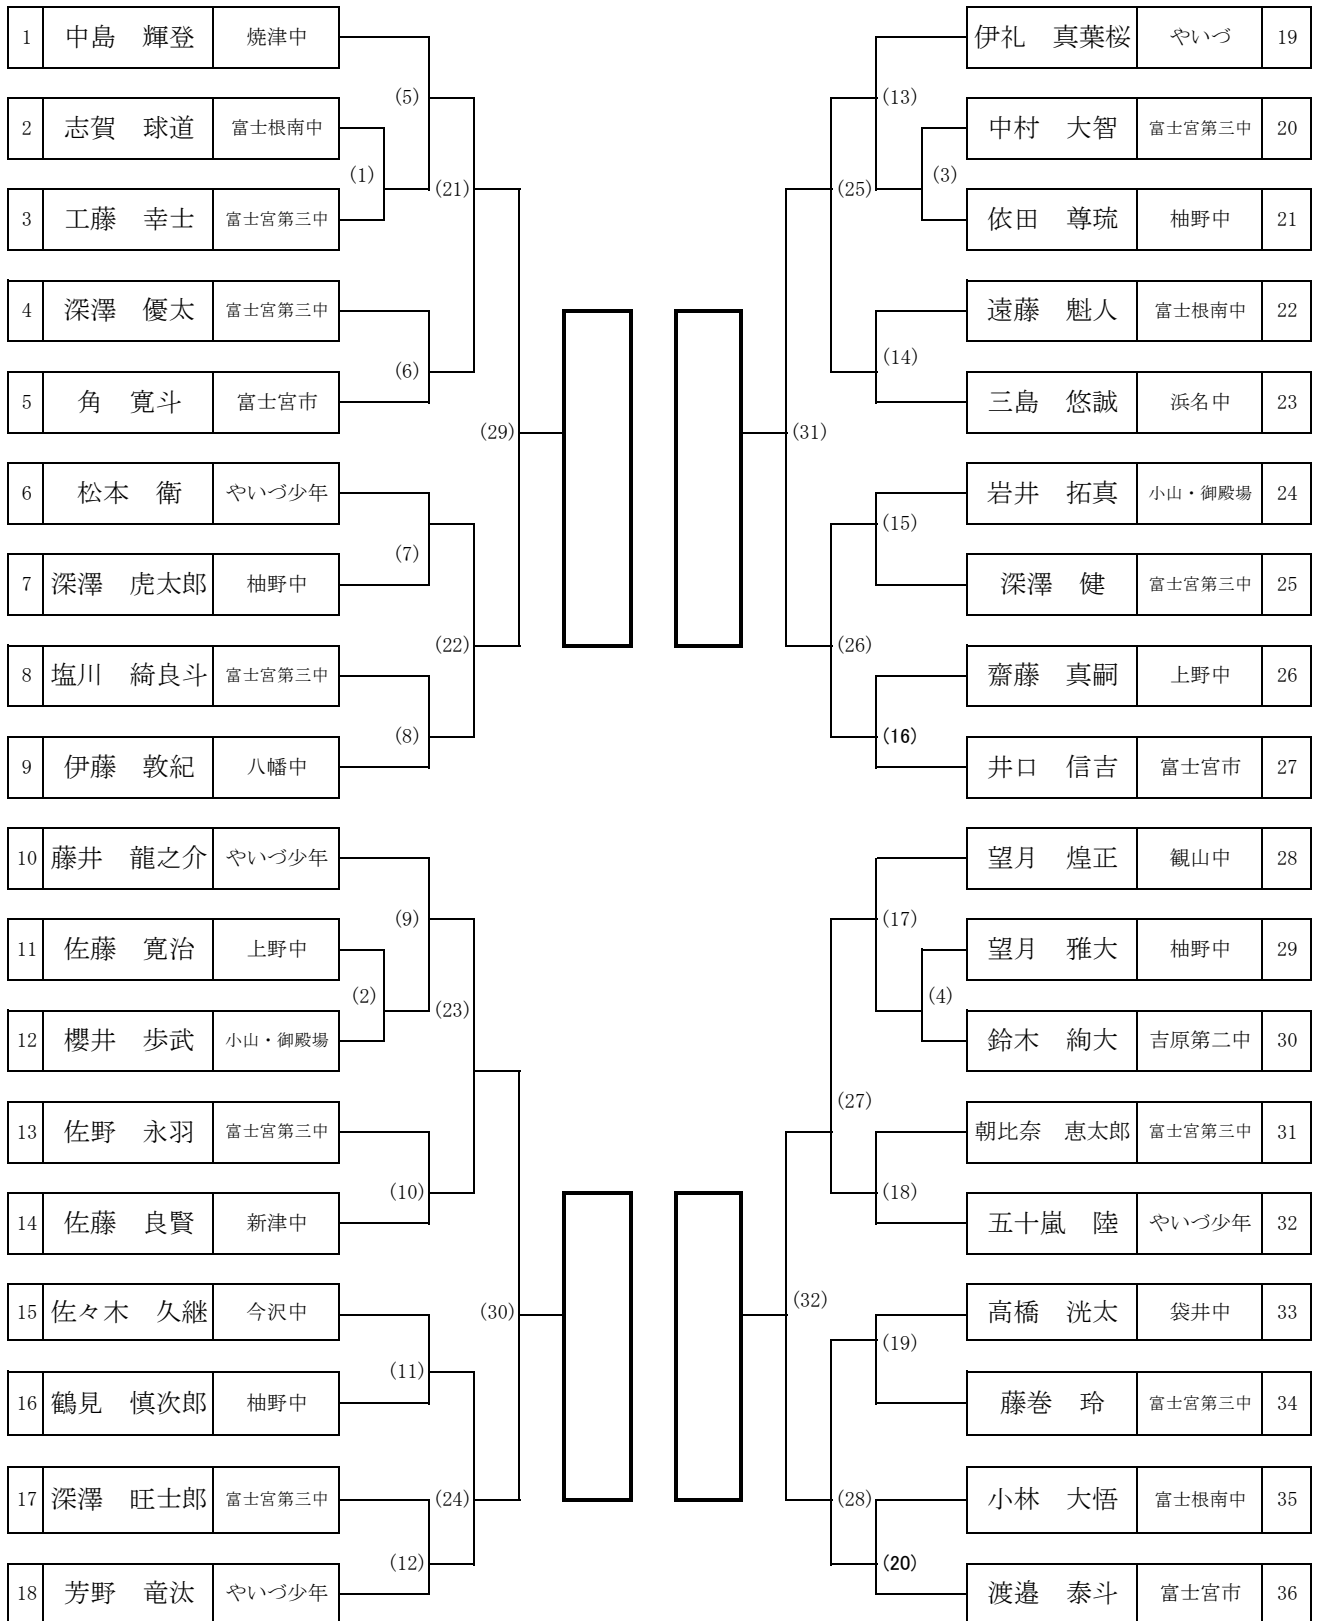 1 中島　輝登 焼津中
(5)
2 志賀　球道 富士根南中
(1)
(21)
3 工藤　幸士 富士宮第三中
4 深澤　優太 富士宮第三中
(6)
5 角　寛斗 富士宮市
(29)
6 松本　衛 やいづ少年
(7)
7 深澤　虎太郎 柚野中
(22)
8 塩川　綺良斗 富士宮第三中
(8)
9 伊藤　敦紀 八幡中
10 藤井　龍之介 やいづ少年
(9)
11 佐藤　寛治 上野中
(2)
(23)
12 櫻井　歩武 小山・御殿場
13 佐野　永羽 富士宮第三中
(10)
14 佐藤　良賢 新津中
15 佐々木　久継 今沢中
(30)
(11)
16 鶴見　慎次郎 柚野中
17 深澤　旺士郎 富士宮第三中
(24)
(12)
18 芳野　竜汰 やいづ少年
伊礼　真葉桜 やいづ 19
(13)
中村　大智 富士宮第三中 20
(3)
(25)
依田　尊琉 柚野中 21
遠藤　魁人 富士根南中 22
(14)
三島　悠誠 浜名中 23
(31)
岩井　拓真 小山・御殿場 24
(15)
深澤　健 富士宮第三中 25
(26)
齋藤　真嗣 上野中 26
(16)
井口　信吉 富士宮市 27
望月　煌正 観山中 28
(17)
望月　雅大 柚野中 29
(4)
鈴木　絢大 吉原第二中 30
(27)
朝比奈　恵太郎 富士宮第三中 31
(18)
五十嵐　陸 やいづ少年 32
(32)
高橋　洸太 袋井中 33
(19)
藤巻　玲 富士宮第三中 34
小林　大悟 富士根南中 35
(28)
(20)
渡邉　泰斗 富士宮市 36